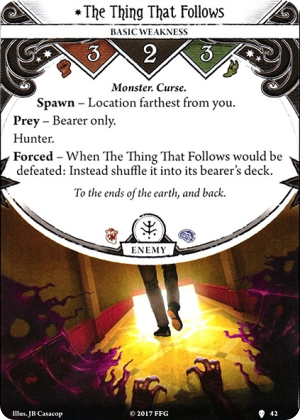 *The Thing That Follows
BASIC WEAKNESS
3 2 3
Monster. Curse.
Spawn – Location farthest from you.
Prey – Bearer only.
Hunter.
Forced – When The Thing That Follows would be
defeated: Instead shuffle it into its bearer's deck.
To the ends of the earth, and back.
ENEMY
Illus. JB Casacop
© 2017 FFG
42